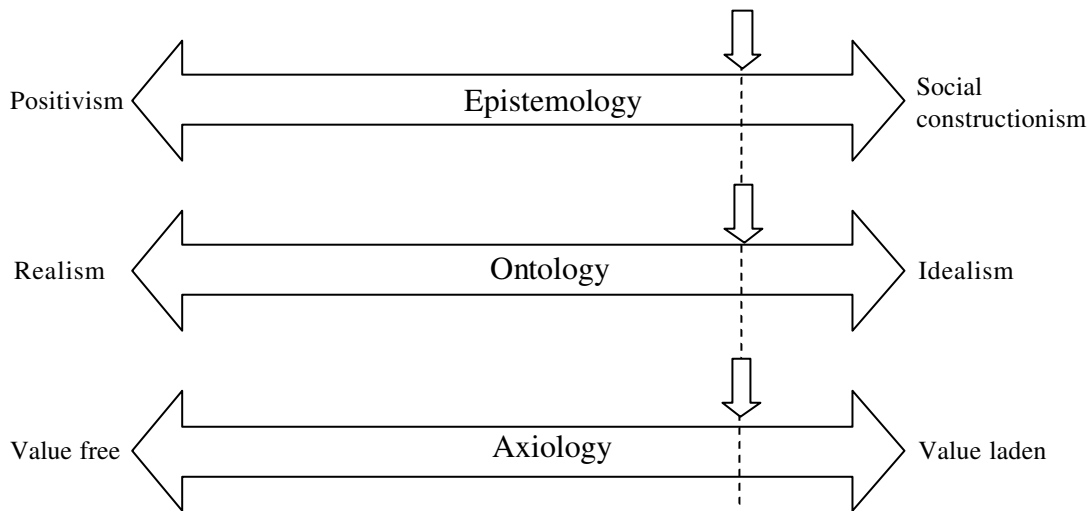 Positivism
Epistemology
Social
constructionism
Realism
Ontology
Idealism
Value free
Axiology
Value laden